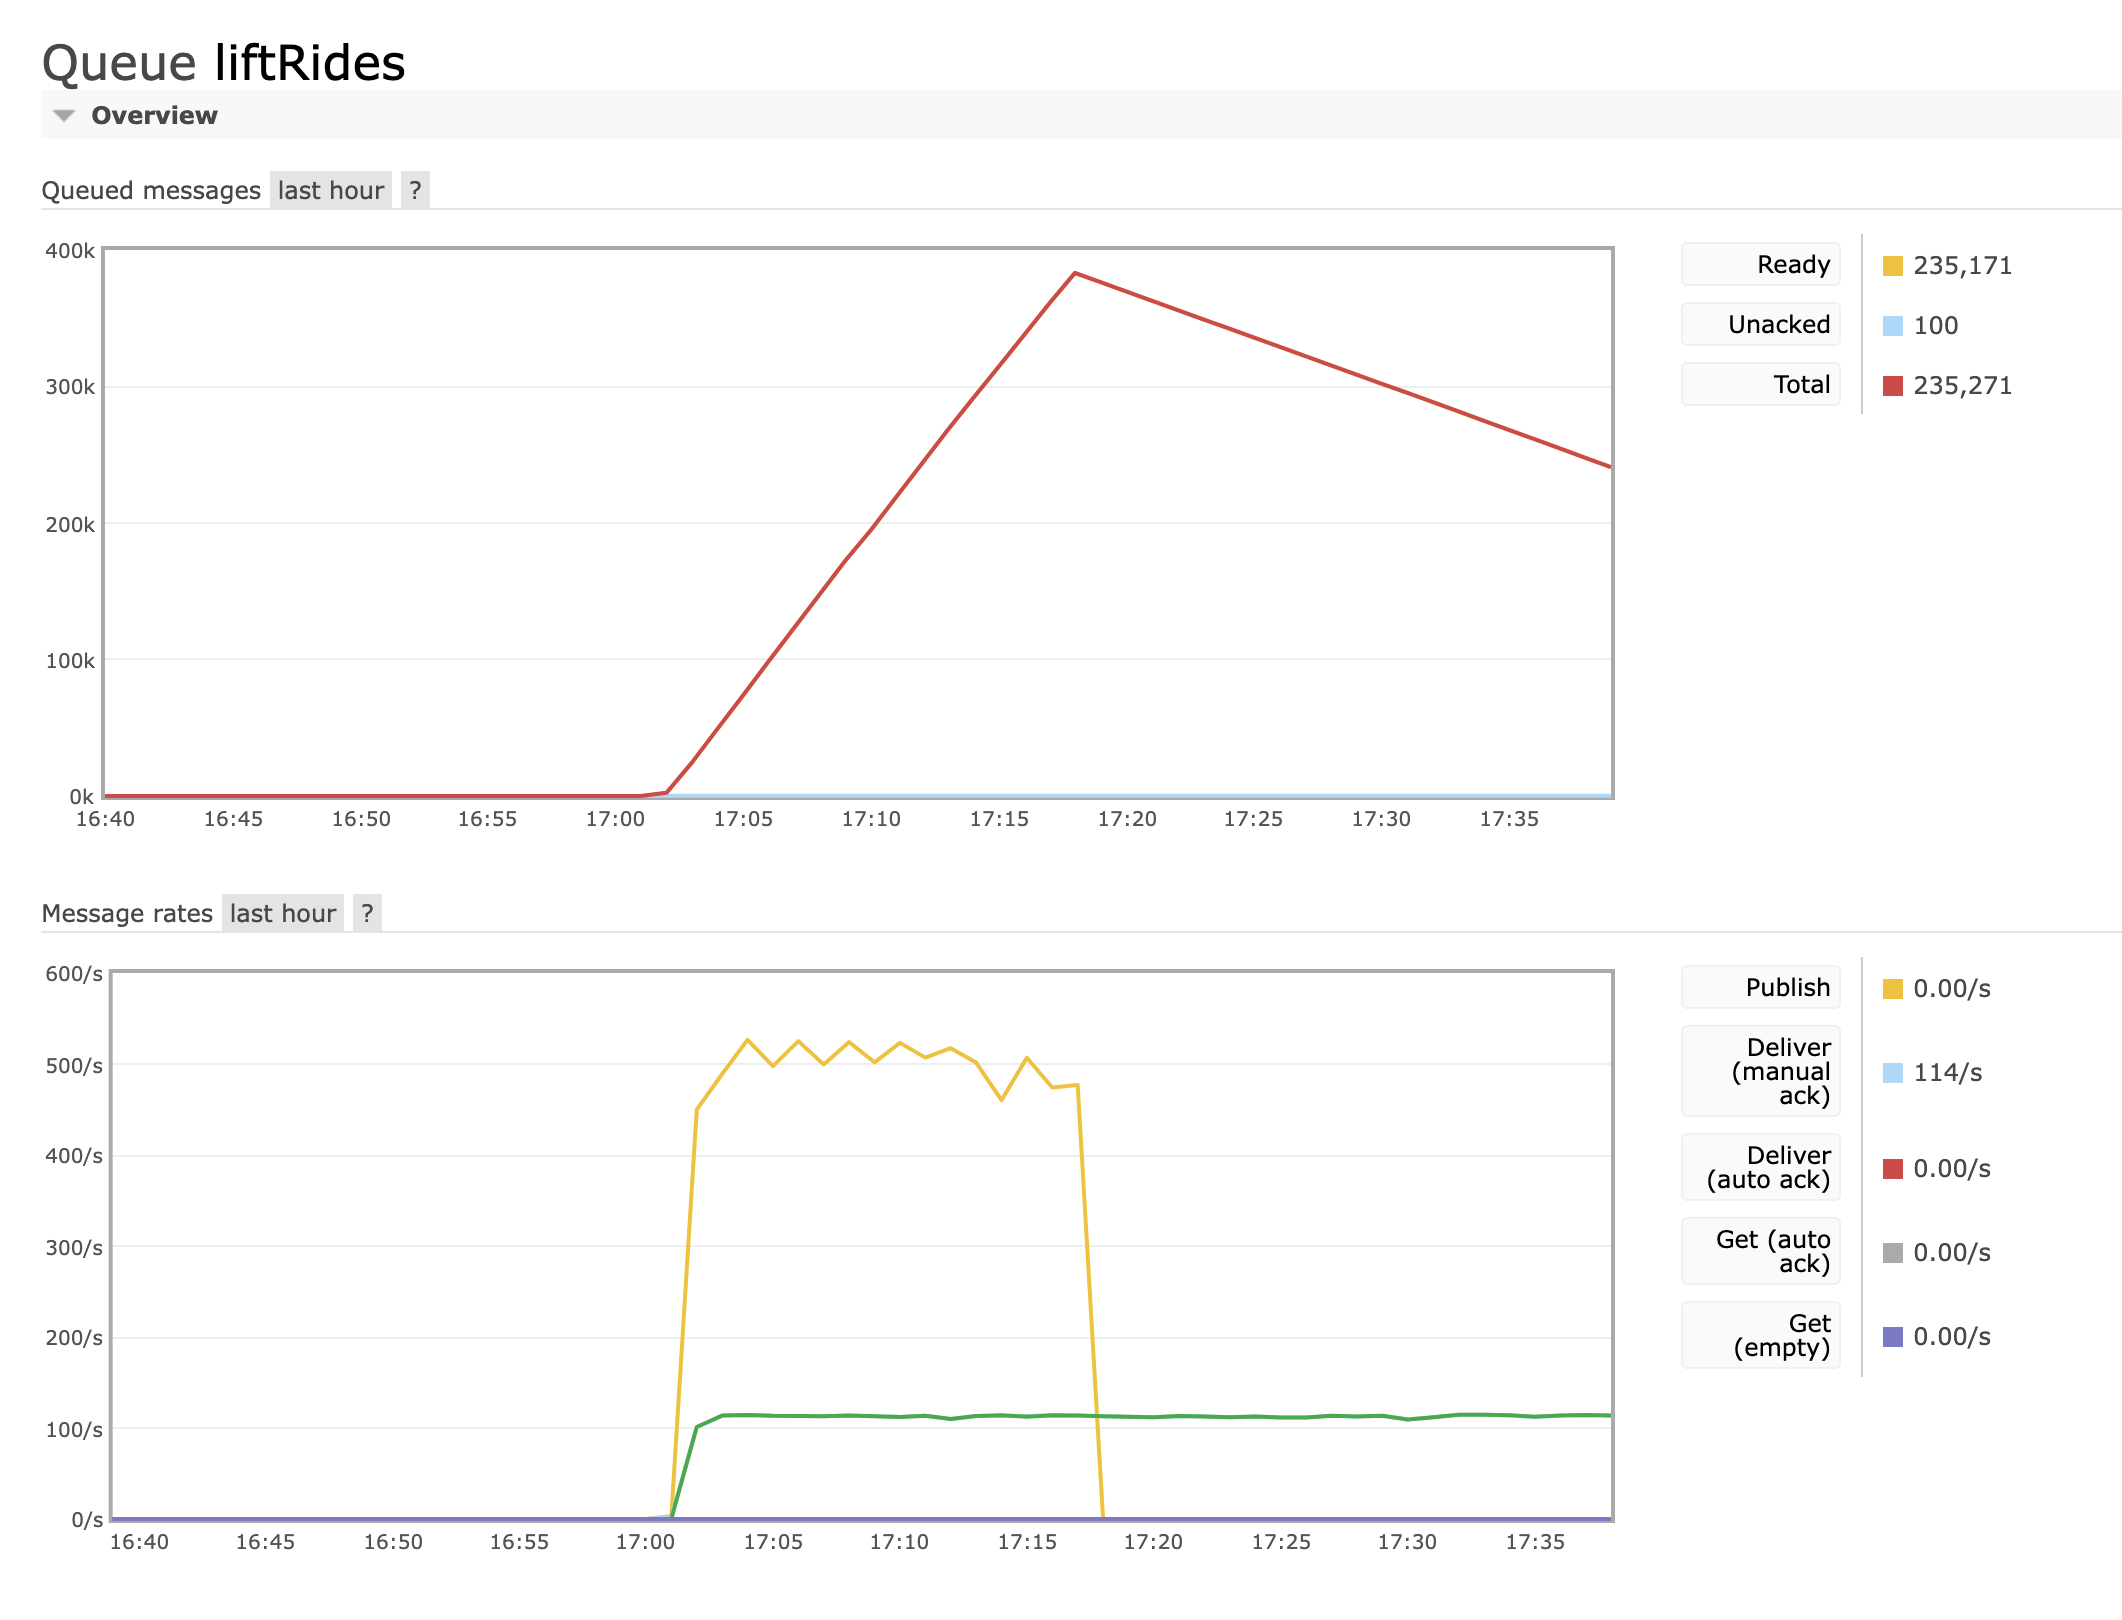 Queue liftRides
Overview
Queued messages last hour ?
400k
300k
200k
100k
0k
16:40 16:45 16:50 16:55 17:00 17:05 17:10 17:15 17:20 17:25 17:30 17:35
Ready 235,171
Unacked 100
Total 235,271
Message rates last hour ?
600/s
500/s
400/s
300/s
200/s
100/s
0/s
16:40 16:45 16:50 16:55 17:00 17:05 17:10 17:15 17:20 17:25 17:30 17:35
Publish 0.00/s
Deliver
(manual 114/s
ack)
Deliver
(auto ack) 0.00/s
Get (auto
ack) 0.00/s
Get
(empty) 0.00/s